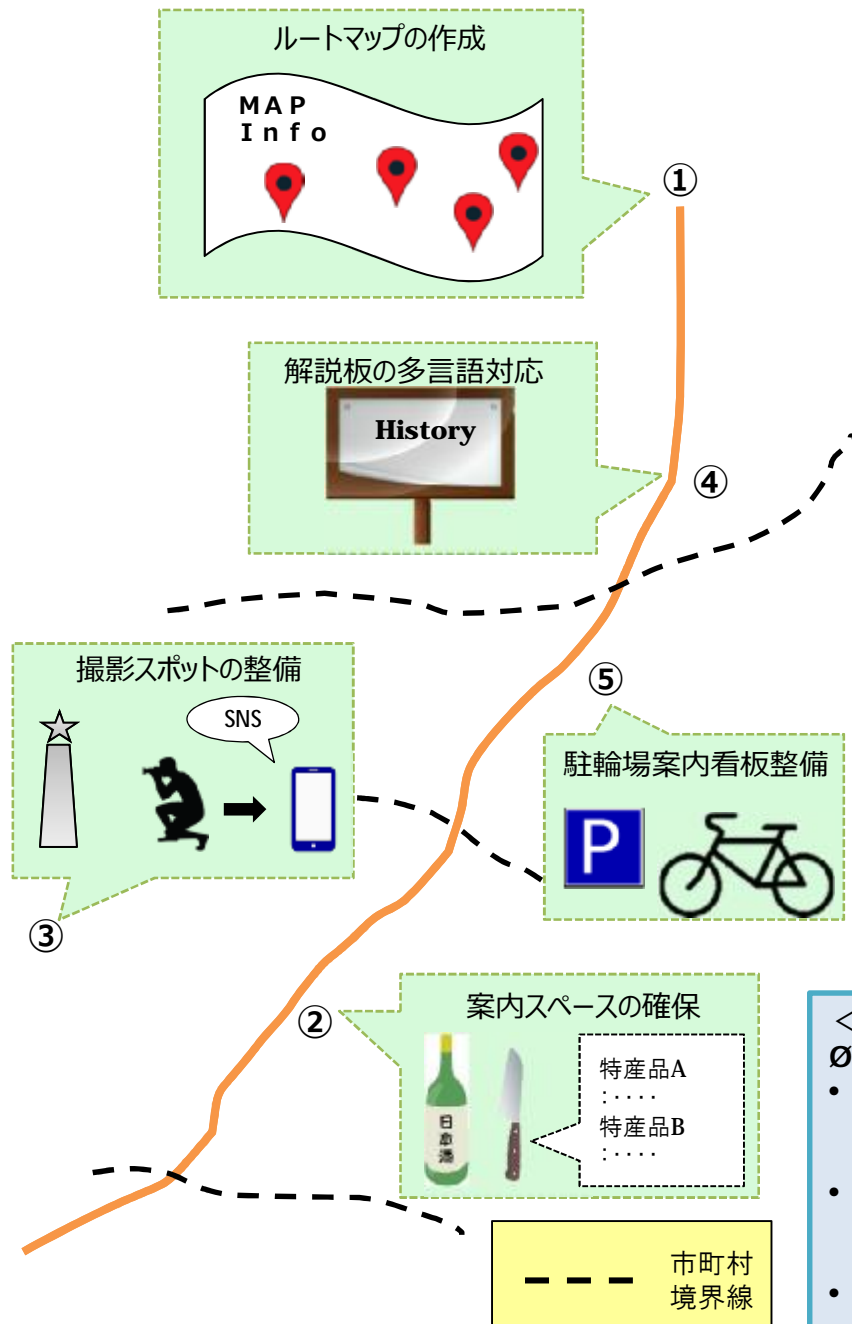 ルートマップの作成
MAP
Info
①
解説板の多言語対応
History
④
撮影スポットの整備
SNS
⑤
駐輪場案内看板整備
P
③
②
案内スペースの確保
日本酒
特産品A
:・・・・
特産品B
:・・・・
市町村
境界線
<
Ø
•
•
•